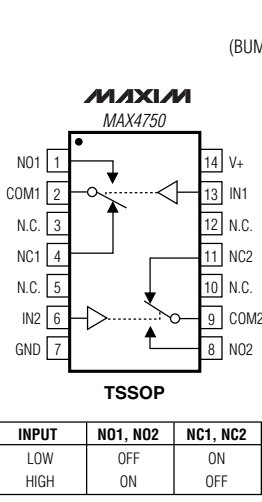 (BUM
MAXIM
MAX4750
NO1 1 14 V+
COM1 2 13 IN1
N.C. 3 12 N.C.
NC1 4 11 NC2
N.C. 5 10 N.C.
IN2 6 9 COM2
GND 7 8 NO2
TSSOP
INPUT NO1, NO2 NC1, NC2
LOW OFF ON
HIGH ON OFF